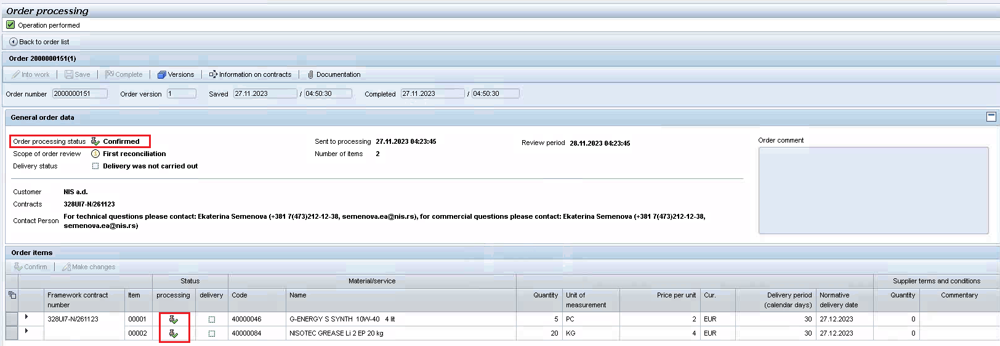 Order processing
Operation performed
Back to order list
Order 2000000151(1)
Into work Save Complete Versions Information on contracts Documentation
Order number 2000000151 Order version 1 Saved 27.11.2023 / 04:50:30 Completed 27.11.2023 / 04:50:30
General order data
Order processing status Confirmed Sent to processing 27.11.2023 04:23:45 Review period 28.11.2023 04:23:45 Order comment
Scope of order review First reconciliation Number of items 2
Delivery status Delivery was not carried out
Customer NIS a.d.
Contracts 328UI7-N/261123
Contact Person For technical questions please contact: Ekaterina Semenova (+381 7(473)212-12-38, semenova.ea@nis.rs), for commercial questions please contact: Ekaterina Semenova (+381 7(473)212-12-38,
semenova.ea@nis.rs)
Order items
Confirm Make changes
Status Material/service Supplier terms and conditions
Framework contract Item processing delivery Code Name Quantity Unit of Price per unit Cur. Delivery period Normative Quantity Commentary
number measurement (calendar days) delivery date
328UI7-N/261123 00001 40000046 G-ENERGY S SYNTH 10W-40 4 lit 5 PC 2 EUR 30 27.12.2023 0
00002 40000084 NISOTEC GREASE Li 2 EP 20 kg 20 KG 4 EUR 30 27.12.2023 0